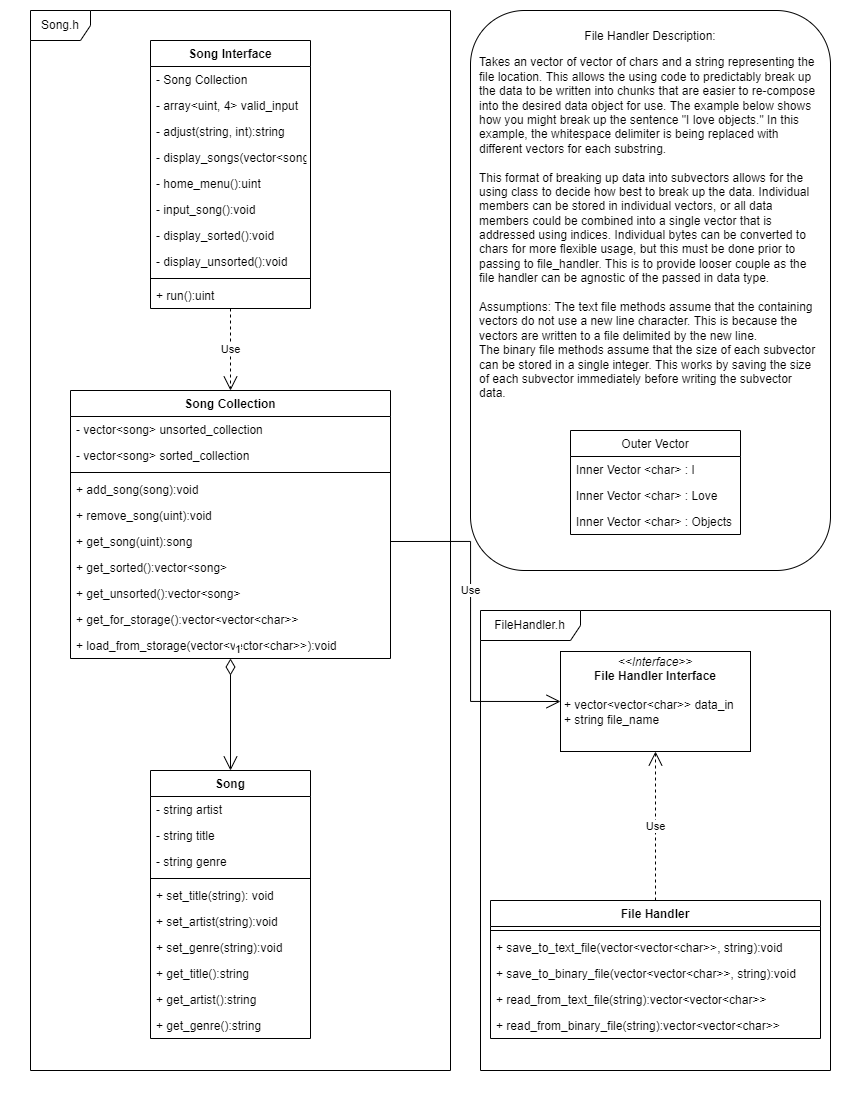 Song.h
Song Interface
- Song Collection
- array<uint, 4> valid_input
- adjust(string, int):string
- display_songs(vector<song
- home_menu():uint
- input_song():void
- display_sorted():void
- display_unsorted():void
+ run():uint
Use
Song Collection
- vector<song> unsorted_collection
- vector<song> sorted_collection
+ add_song(song):void
+ remove_song(uint):void
+ get_song(uint):song
+ get_sorted():vector<song>
+ get_unsorted():vector<song>
+ get_for_storage():vector<vector<char>>
+ load_from_storage(vector<vector<char>>):void
1
Song
- string artist
- string title
- string genre
+ set_title(string): void
+ set_artist(string):void
+ set_genre(string):void
+ get_title():string
+ get_artist():string
+ get_genre():string
File Handler Description:
Takes an vector of vector of chars and a string representing the
file location. This allows the using code to predictably break up
the data to be written into chunks that are easier to re-compose
into the desired data object for use. The example below shows
how you might break up the sentence "I love objects." In this
example, the whitespace delimiter is being replaced with
different vectors for each substring.
This format of breaking up data into subvectors allows for the
using class to decide how best to break up the data. Individual
members can be stored in individual vectors, or all data
members could be combined into a single vector that is
addressed using indices. Individual bytes can be converted to
chars for more flexible usage, but this must be done prior to
passing to file_handler. This is to provide looser couple as the
file handler can be agnostic of the passed in data type.
Assumptions: The text file methods assume that the containing
vectors do not use a new line character. This is because the
vectors are written to a file delimited by the new line.
The binary file methods assume that the size of each subvector
can be stored in a single integer. This works by saving the size
of each subvector immediately before writing the subvector
data.
Outer Vector
Inner Vector <char> : I
Inner Vector <char> : Love
Inner Vector <char> : Objects
Use
FileHandler.h
<<Interface>>
File Handler Interface
+ vector<vector<char>> data_in
+ string file_name
Use
File Handler
+ save_to_text_file(vector<vector<char>>, string):void
+ save_to_binary_file(vector<vector<char>>, string):void
+ read_from_text_file(string):vector<vector<char>>
+ read_from_binary_file(string):vector<vector<char>>